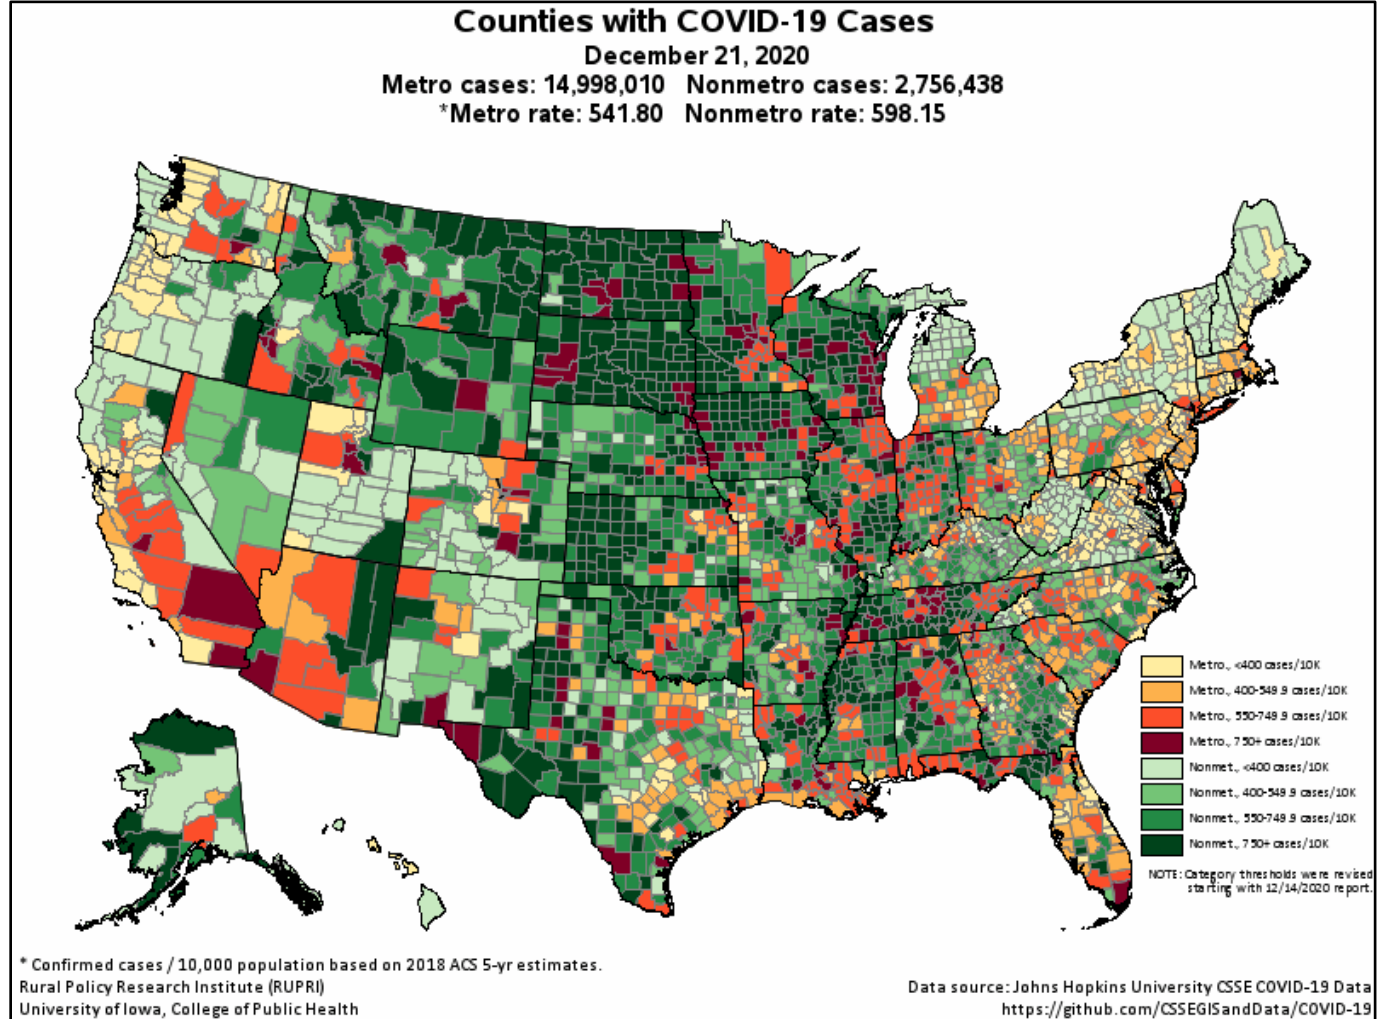 Counties with COVID-19 Cases
December 21, 2020
Metro cases: 14,998,010 Nonmetro cases: 2,756,438
*Metro rate: 541.80 Nonmetro rate: 598.15
Metro., <400 cases/10K
Metro., 400-549.9 cases/10K
Metro., 550-749.9 cases/10K
Metro., 750+ cases/10K
Nonmet., <400 cases/10K
Nonmet., 400-549.9 cases/10K
Nonmet., 550-749.9 cases/10K
Nonmet., 750+ cases/10K
NOTE: Category thresholds were revised
starting with 12/14/2020 report.
* Confirmed cases / 10,000 population based on 2018 ACS 5-yr estimates.
Rural Policy Research Institute (RUPRI)
University of Iowa, College of Public Health
Data source: Johns Hopkins University CSSE COVID-19 Data
https://github.com/CSSEGISandData/COVID-19